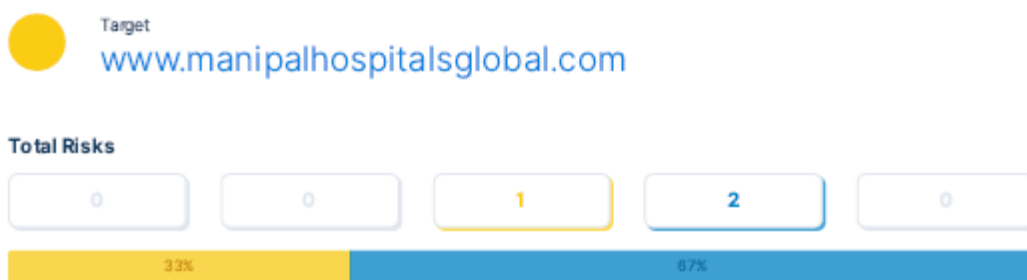 Target
www.manipalhospitalsglobal.com
Total Risks
0 0 1 2 0
33% 67%